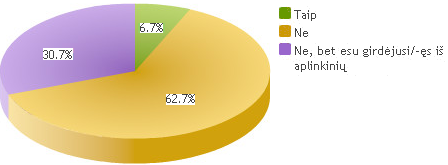 6.7%
30.7%
62.7%
Taip
Ne
Ne, bet esu girdėjusi/-ęs iš
aplinkinių